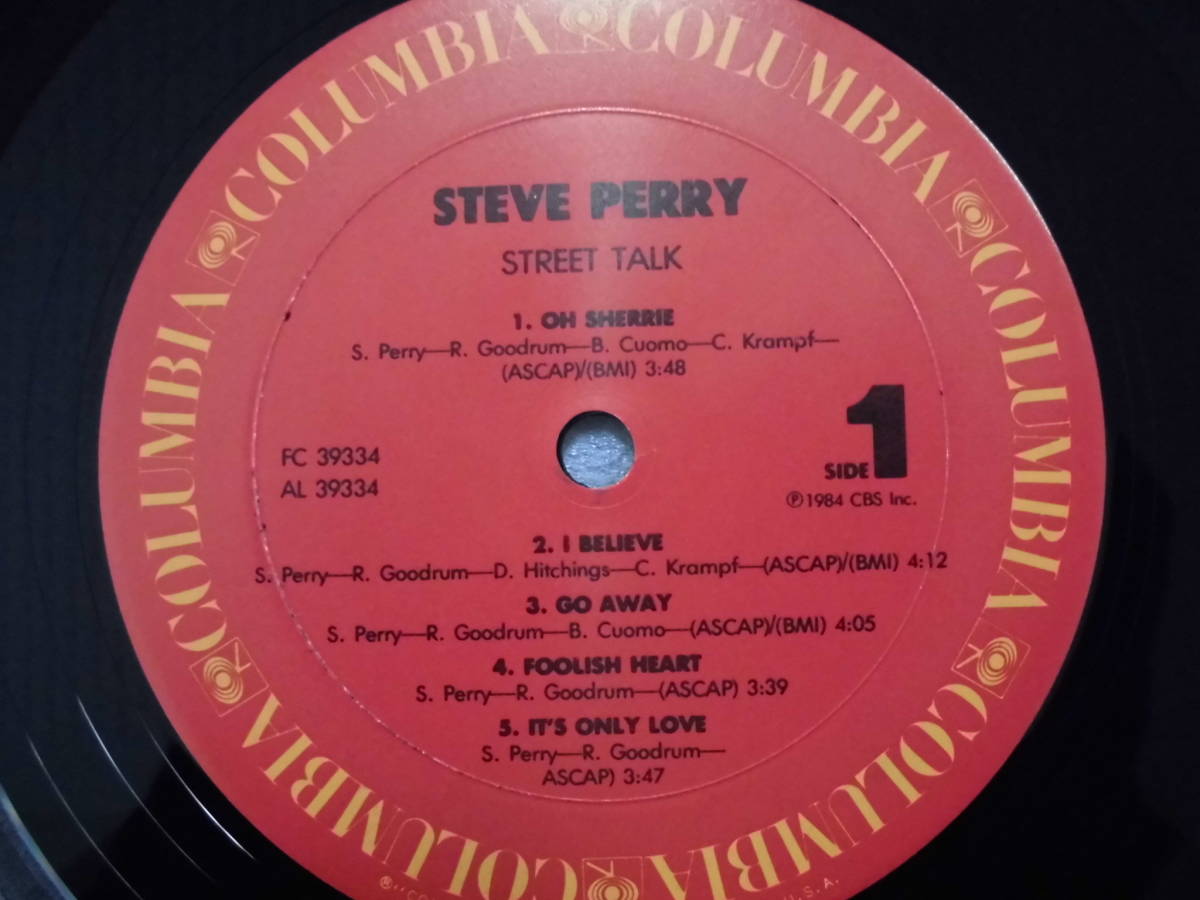 COLUMBIA COLUMBIA COLUMBIA COLUMBIA COLUMBIA COLUMBIA COLUMBIA COLUMBIA COLUMBIA
STEVE PERRY
STREET TALK
1. OH SHERRIE
S. Perry—R. Goodrum—B. Cuomo—C. Krampf—
(ASCAP)/(BMI) 3:48
FC 39334
AL 39334
SIDE 1
℗1984 CBS Inc.
2. I BELIEVE
S. Perry—R. Goodrum—D. Hitchings—C. Krampf—(ASCAP)/(BMI) 4:12
3. GO AWAY
S. Perry—R. Goodrum—B. Cuomo—(ASCAP)/(BMI) 4:05
4. FOOLISH HEART
S. Perry—R. Goodrum—(ASCAP) 3:39
5. IT'S ONLY LOVE
S. Perry—R. Goodrum—
ASCAP) 3:47
U.S.A.